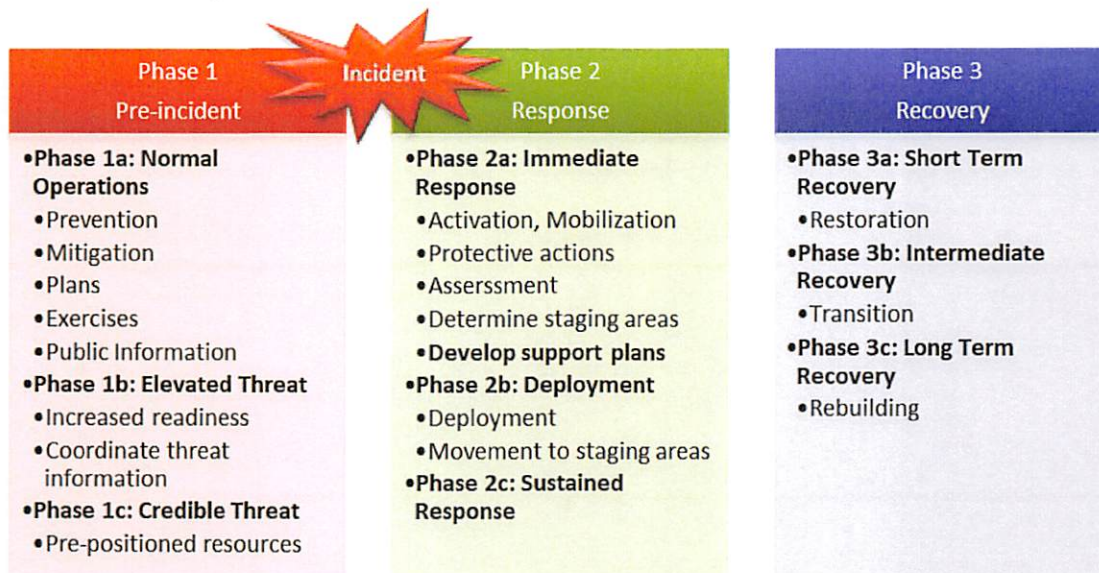 Phase 1
Pre-incident
Incident
Phase 2
Response
Phase 3
Recovery
•Phase 1a: Normal
Operations
•Prevention
•Mitigation
•Plans
•Exercises
•Public Information
•Phase 1b: Elevated Threat
•Increased readiness
•Coordinate threat
information
•Phase 1c: Credible Threat
•Pre-positioned resources
•Phase 2a: Immediate
Response
•Activation, Mobilization
•Protective actions
•Asserssment
•Determine staging areas
•Develop support plans
•Phase 2b: Deployment
•Deployment
•Movement to staging areas
•Phase 2c: Sustained
Response
•Phase 3a: Short Term
Recovery
•Restoration
•Phase 3b: Intermediate
Recovery
•Transition
•Phase 3c: Long Term
Recovery
•Rebuilding